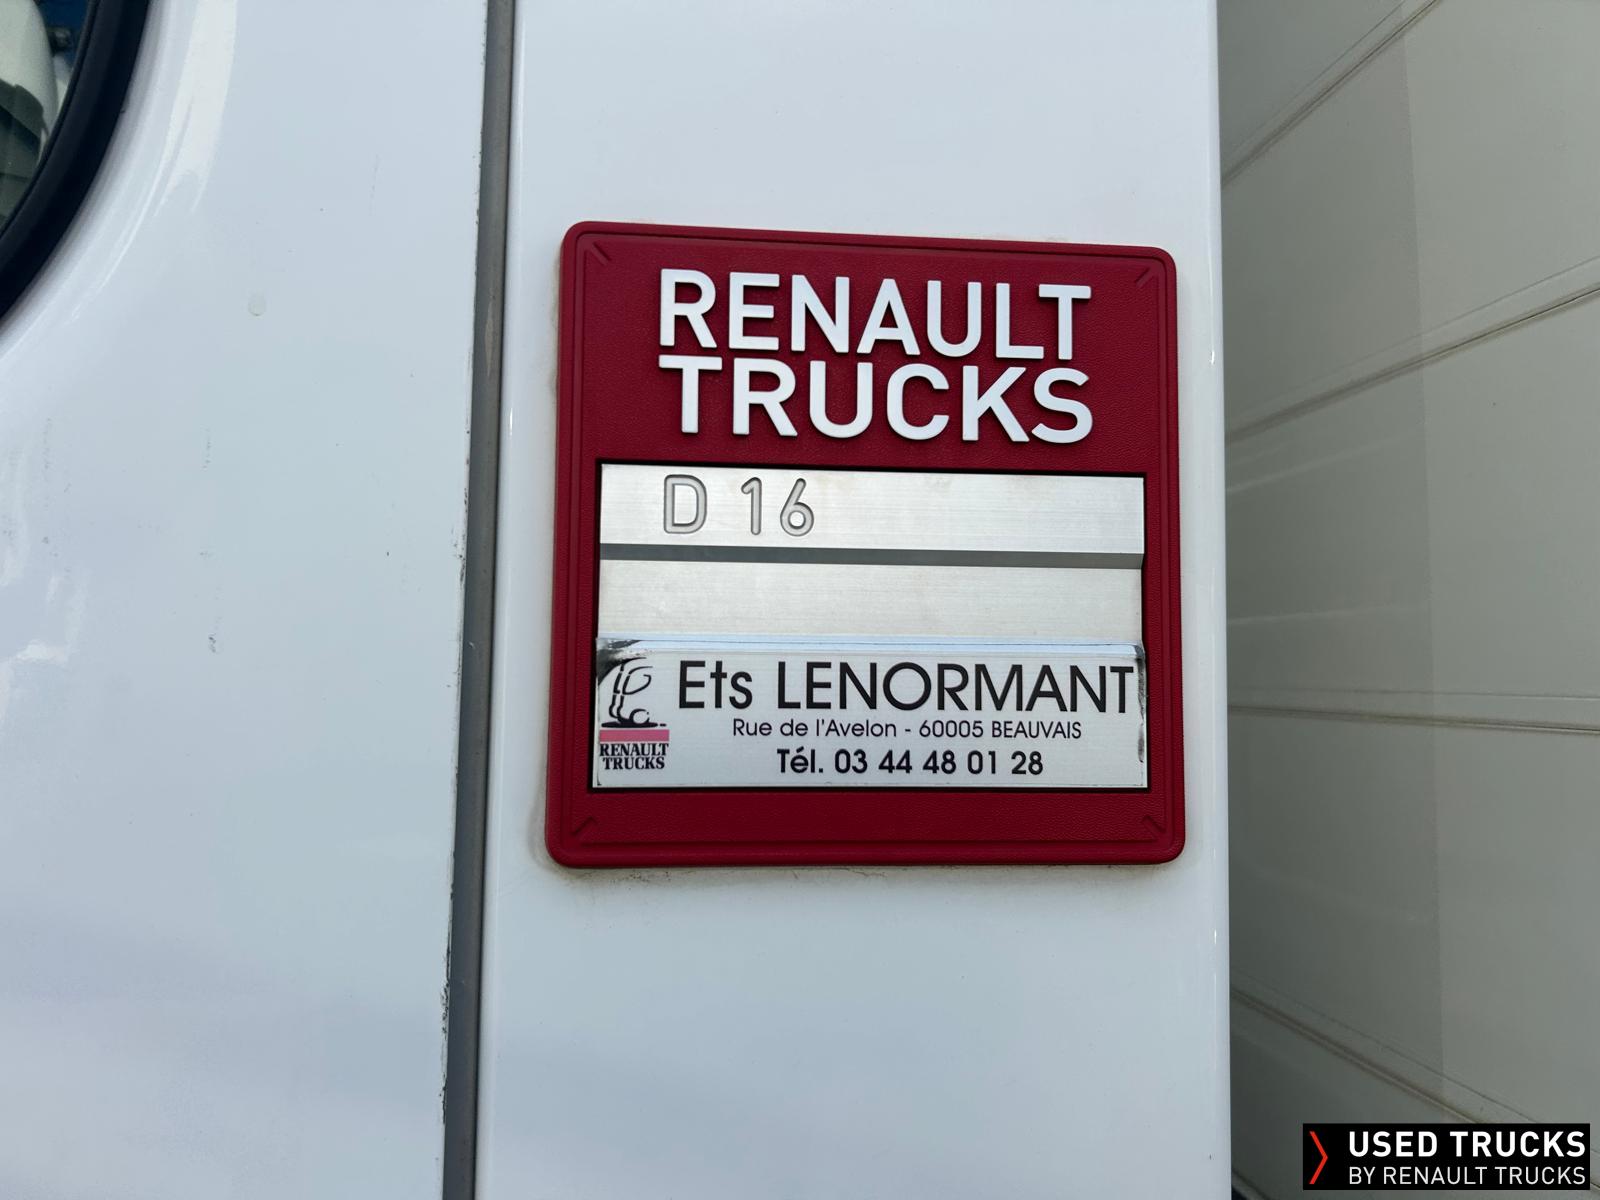 RENAULT
TRUCKS
D 16
Ets LENORMANT
Rue de l'Avelon - 60005 BEAUVAIS
Tél. 03 44 48 01 28
RENAULT
TRUCKS
USED TRUCKS
BY RENAULT TRUCKS